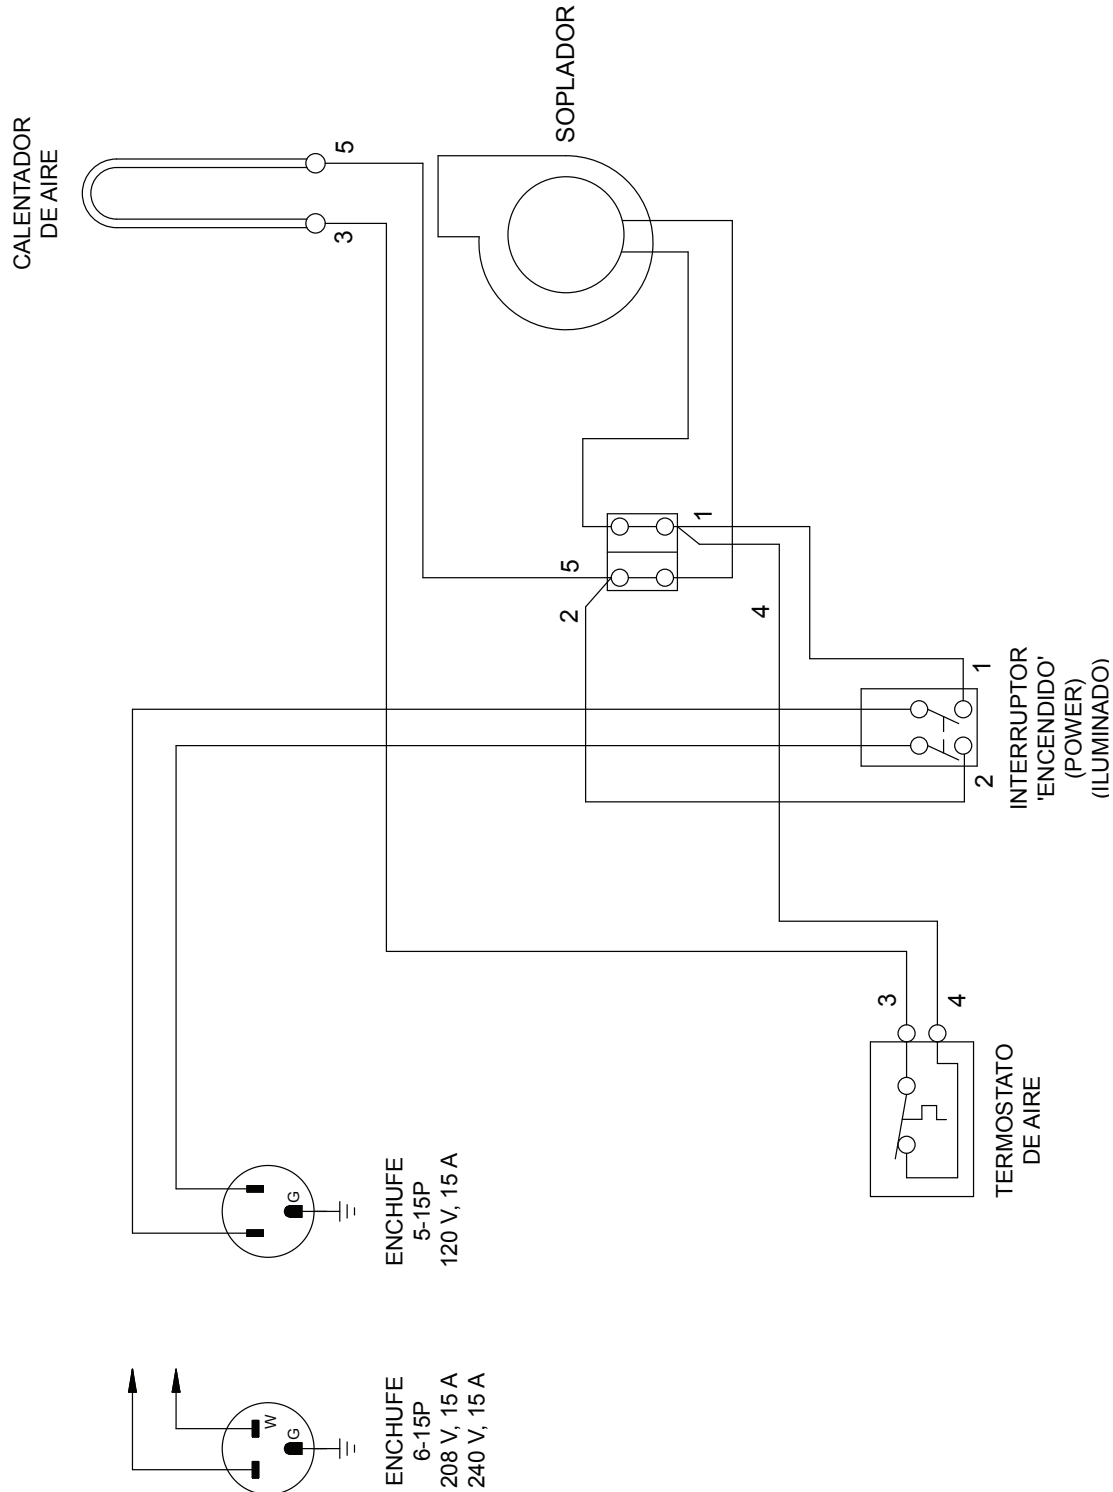 CALENTADOR
DE AIRE
3
5
SOPLADOR
5
2
1
4
1
2
INTERRUPTOR
'ENCENDIDO'
(POWER)
(ILUMINADO)
3
4
TERMOSTATO
DE AIRE
G
ENCHUFE
5-15P
120 V, 15 A
W
G
ENCHUFE
6-15P
208 V, 15 A
240 V, 15 A